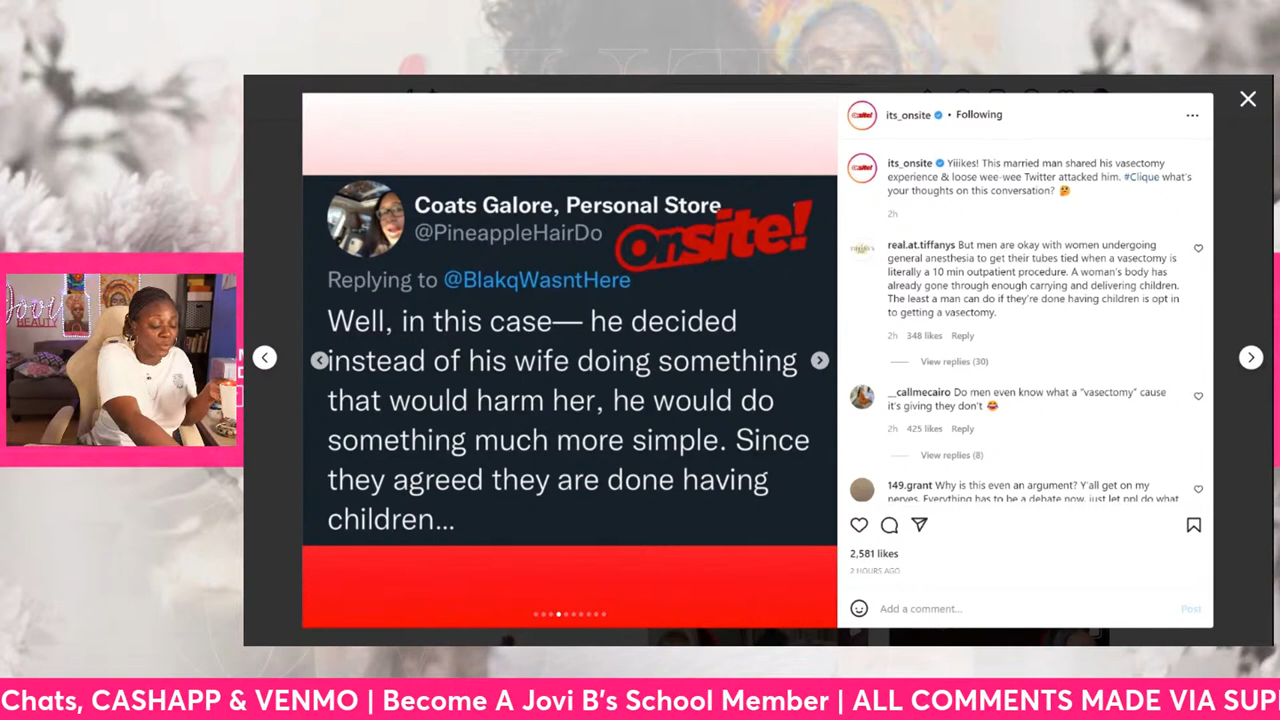 its_onsite • Following
its_onsite Yiiikes! This married man shared his vasectomy
experience & loose wee-wee Twitter attacked him. #Clique what's
your thoughts on this conversation? 🤔
2h
Coats Galore, Personal Store
@PineappleHairDo
Onsite!
Replying to @BlakqWasntHere
Well, in this case— he decided
instead of his wife doing something
that would harm her, he would do
something much more simple. Since
they agreed they are done having
children...
real.at.tiffanys But men are okay with women undergoing
general anesthesia to get their tubes tied when a vasectomy is
literally a 10 min outpatient procedure. A woman's body has
already gone through enough carrying and delivering children.
The least a man can do if they're done having children is opt in
to getting a vasectomy.
2h 348 likes Reply
View replies (30)
__callmecairo Do men even know what a "vasectomy" cause
it's giving they don't 😂
2h 425 likes Reply
View replies (8)
149.grant Why is this even an argument? Y'all get on my
nerves. Everything has to be a debate now, just let ppl do what
2,581 likes
2 HOURS AGO
Add a comment...
Post
Jovi
BEAUTY
Chats, CASHAPP & VENMO | Become A Jovi B's School Member | ALL COMMENTS MADE VIA SUP